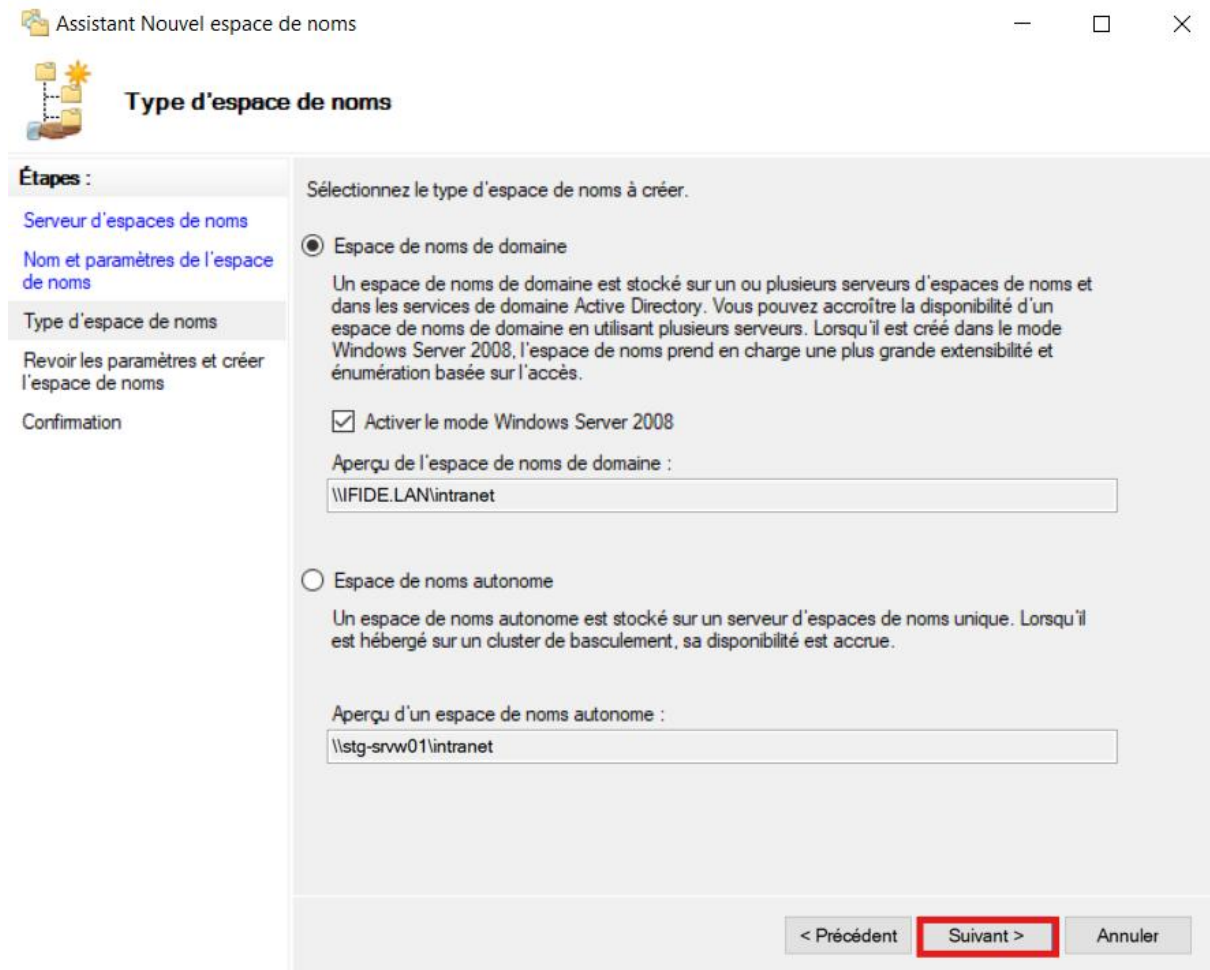 Assistant Nouvel espace de noms
Type d'espace de noms
Étapes :
Serveur d'espaces de noms
Nom et paramètres de l'espace
de noms
Type d'espace de noms
Revoir les paramètres et créer
l'espace de noms
Confirmation
Sélectionnez le type d'espace de noms à créer.
Espace de noms de domaine
Un espace de noms de domaine est stocké sur un ou plusieurs serveurs d'espaces de noms et
dans les services de domaine Active Directory. Vous pouvez accroître la disponibilité d'un
espace de noms de domaine en utilisant plusieurs serveurs. Lorsqu'il est créé dans le mode
Windows Server 2008, l'espace de noms prend en charge une plus grande extensibilité et
énumération basée sur l'accès.
Activer le mode Windows Server 2008
Aperçu de l'espace de noms de domaine :
\\IFIDE.LAN\intranet
Espace de noms autonome
Un espace de noms autonome est stocké sur un serveur d'espaces de noms unique. Lorsqu'il
est hébergé sur un cluster de basculement, sa disponibilité est accrue.
Aperçu d'un espace de noms autonome :
\\stg-srvw01\intranet
< Précédent
Suivant >
Annuler